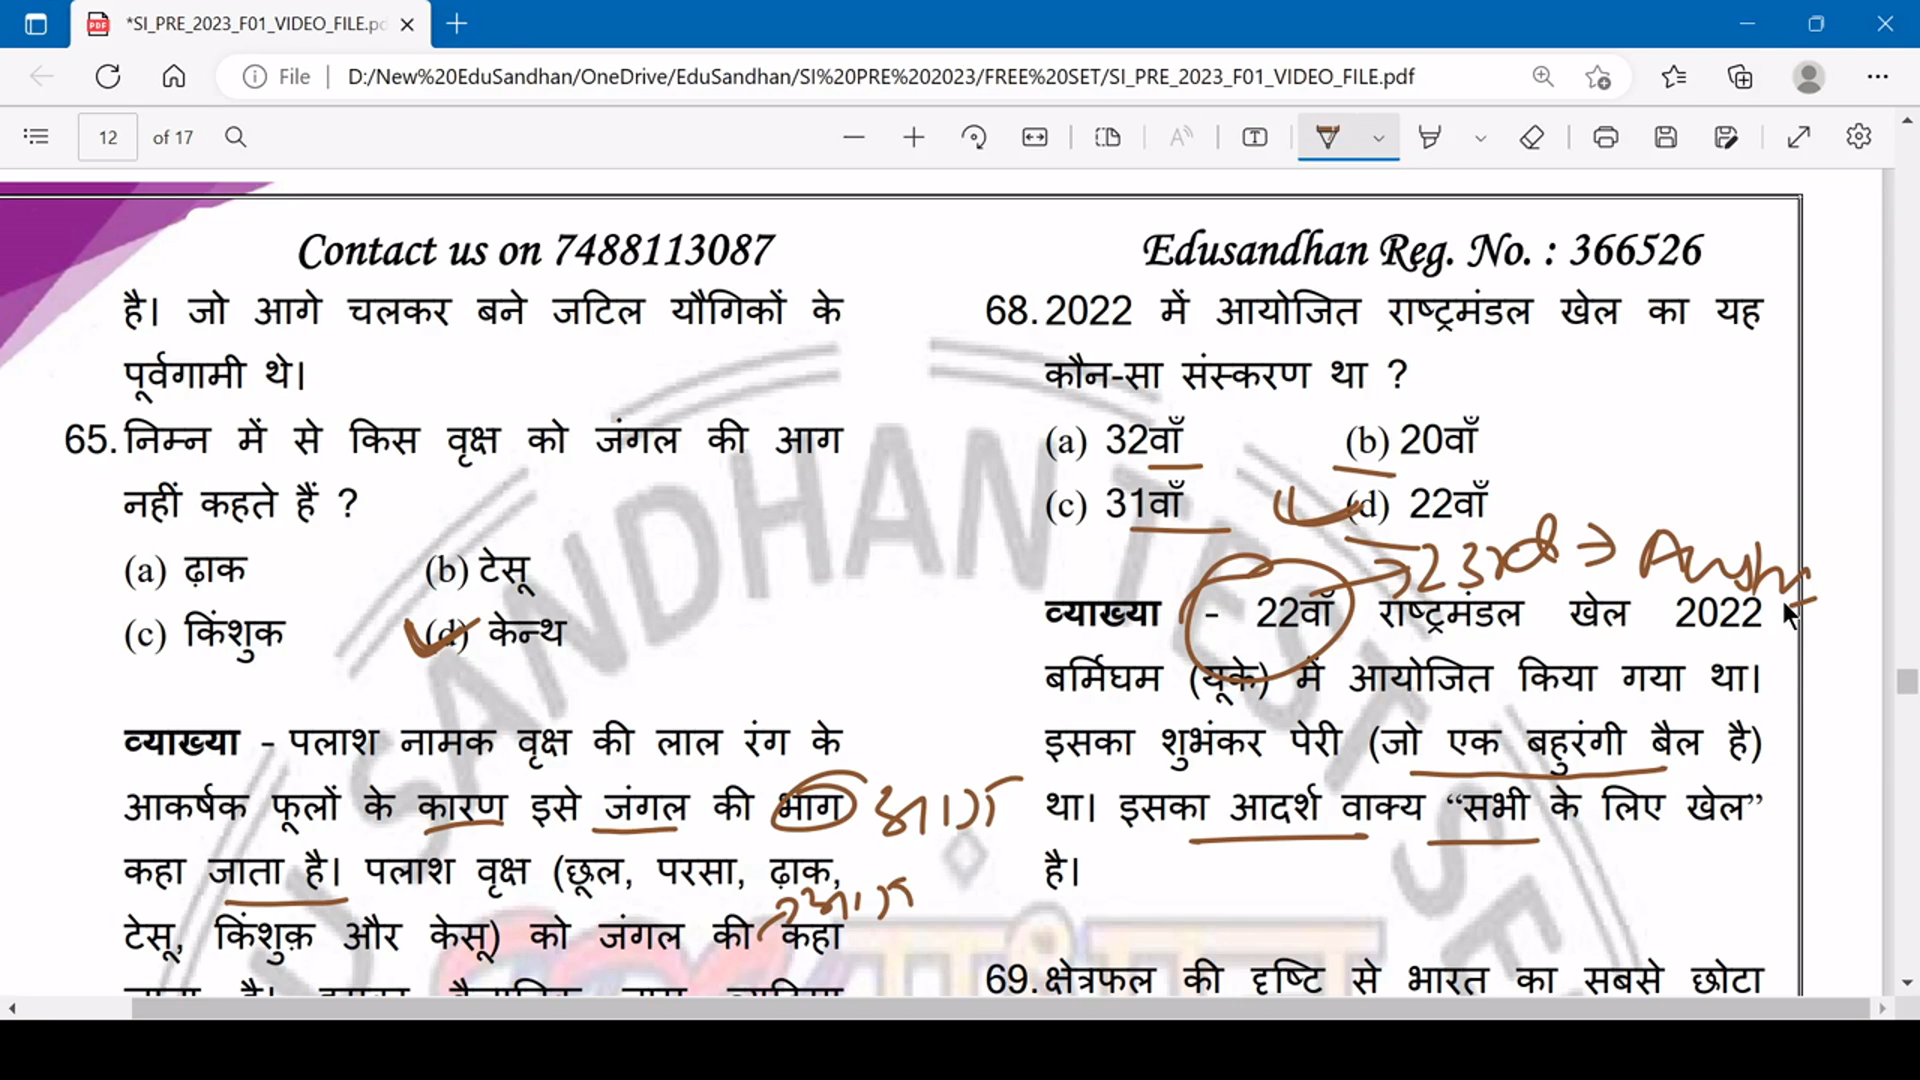 *SI_PRE_2023_F01_VIDEO_FILE.pd
File D:/New%20EduSandhan/OneDrive/EduSandhan/SI%20PRE%202023/FREE%20SET/SI_PRE_2023_F01_VIDEO_FILE.pdf
12 of 17
Contact us on 7488113087
है। जो आगे चलकर बने जटिल यौगिकों के
पूर्वगामी थे।
65. निम्न में से किस वृक्ष को जंगल की आग
नहीं कहते हैं ?
(a) ढ़ाक (b) टेसू
(c) किंशुक (d) केन्थ
व्याख्या - पलाश नामक वृक्ष की लाल रंग के
आकर्षक फूलों के कारण इसे जंगल की भाग आग
कहा जाता है। पलाश वृक्ष (छूल, परसा, ढ़ाक,
आग
टेसू, किंशुक़ और केसू) को जंगल की कहा
Edusandhan Reg. No. : 366526
68. 2022 में आयोजित राष्ट्रमंडल खेल का यह
कौन-सा संस्करण था ?
(a) 32वाँ (b) 20वाँ
(c) 31वाँ (d) 22वाँ
23rd
व्याख्या - 22वाँ राष्ट्रमंडल खेल 2022
बर्मिघम (यूके) में आयोजित किया गया था।
इसका शुभंकर पेरी (जो एक बहुरंगी बैल है)
था। इसका आदर्श वाक्य “सभी के लिए खेल”
है।
69. क्षेत्रफल की दृष्टि से भारत का सबसे छोटा
SANDHAN TEST SE